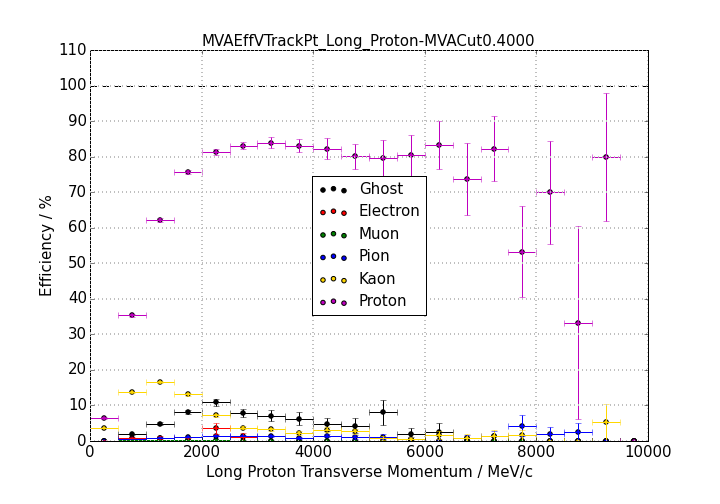 MVAEffVTrackPt_Long_Proton-MVACut0.4000
110
100
90
80
70
60
50
40
30
20
10
0
Efficiency / %
Ghost
Electron
Muon
Pion
Kaon
Proton
0 2000 4000 6000 8000 10000
Long Proton Transverse Momentum / MeV/c